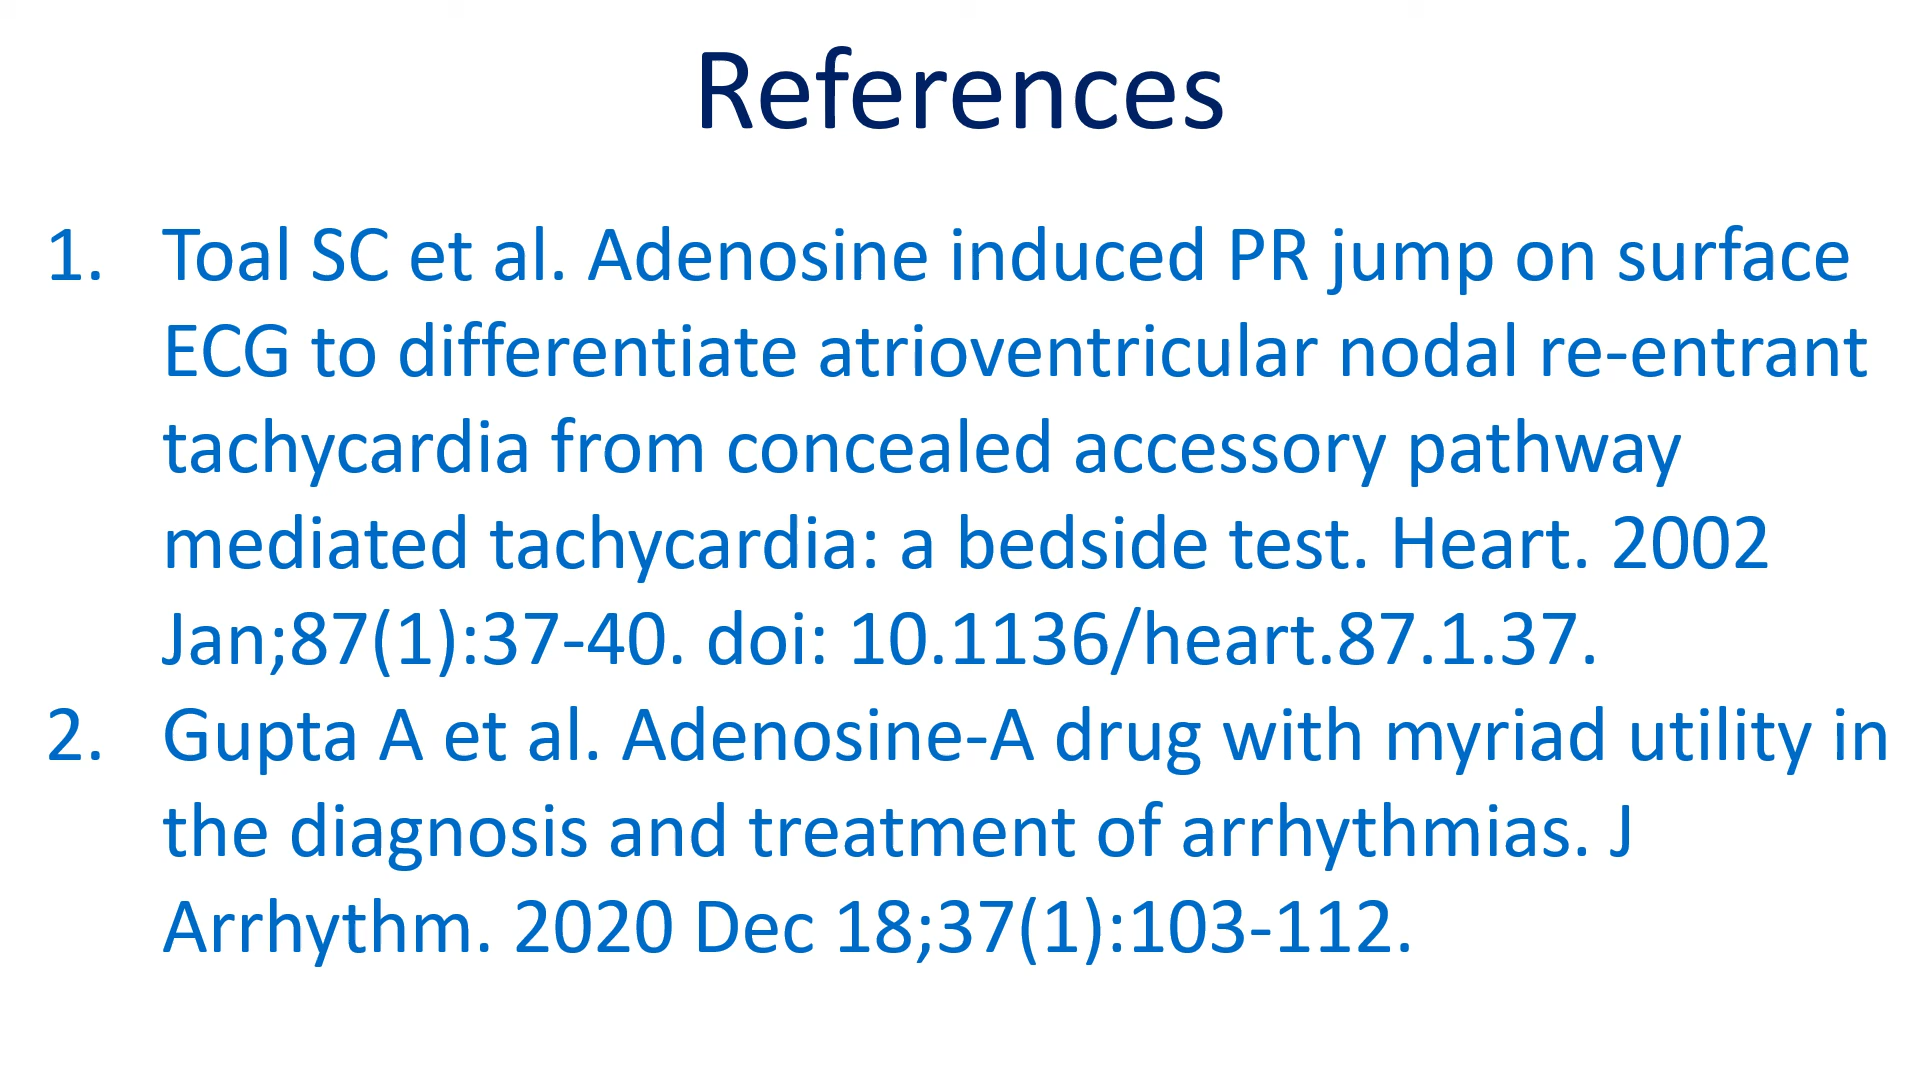 References
1. Toal SC et al. Adenosine induced PR jump on surface
ECG to differentiate atrioventricular nodal re-entrant
tachycardia from concealed accessory pathway
mediated tachycardia: a bedside test. Heart. 2002
Jan;87(1):37-40. doi: 10.1136/heart.87.1.37.
2. Gupta A et al. Adenosine-A drug with myriad utility in
the diagnosis and treatment of arrhythmias. J
Arrhythm. 2020 Dec 18;37(1):103-112.